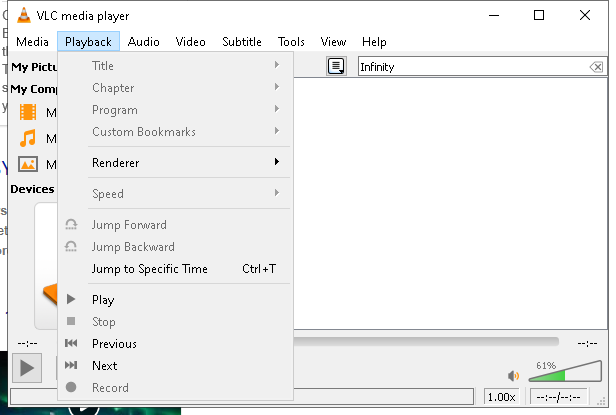 VLC media player
Media Playback Audio Video Subtitle Tools View Help
My Pictu
Infinity
My Comp
M
M
M
Devices
Title
Chapter
Program
Custom Bookmarks
Renderer
Speed
Jump Forward
Jump Backward
Jump to Specific Time Ctrl+T
Play
Stop
Previous
Next
Record
--:-- --:--
61%
1.00x --:--/--:--